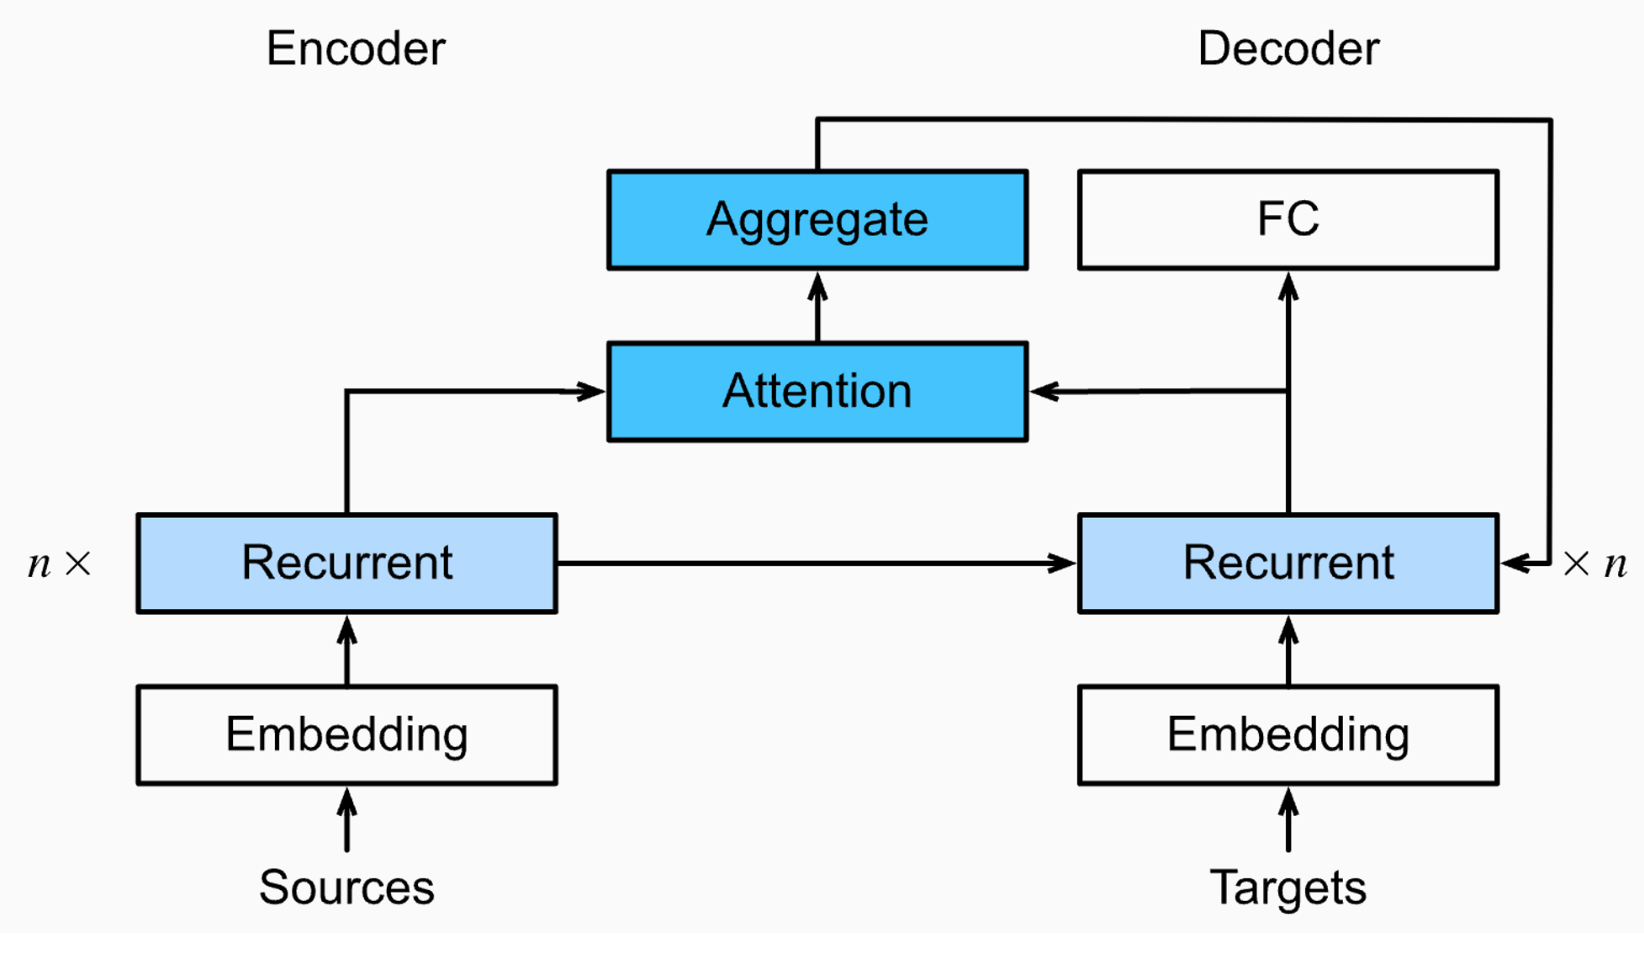 Encoder
Decoder
Aggregate
FC
Attention
n ×
Recurrent
Recurrent
× n
Embedding
Embedding
Sources
Targets